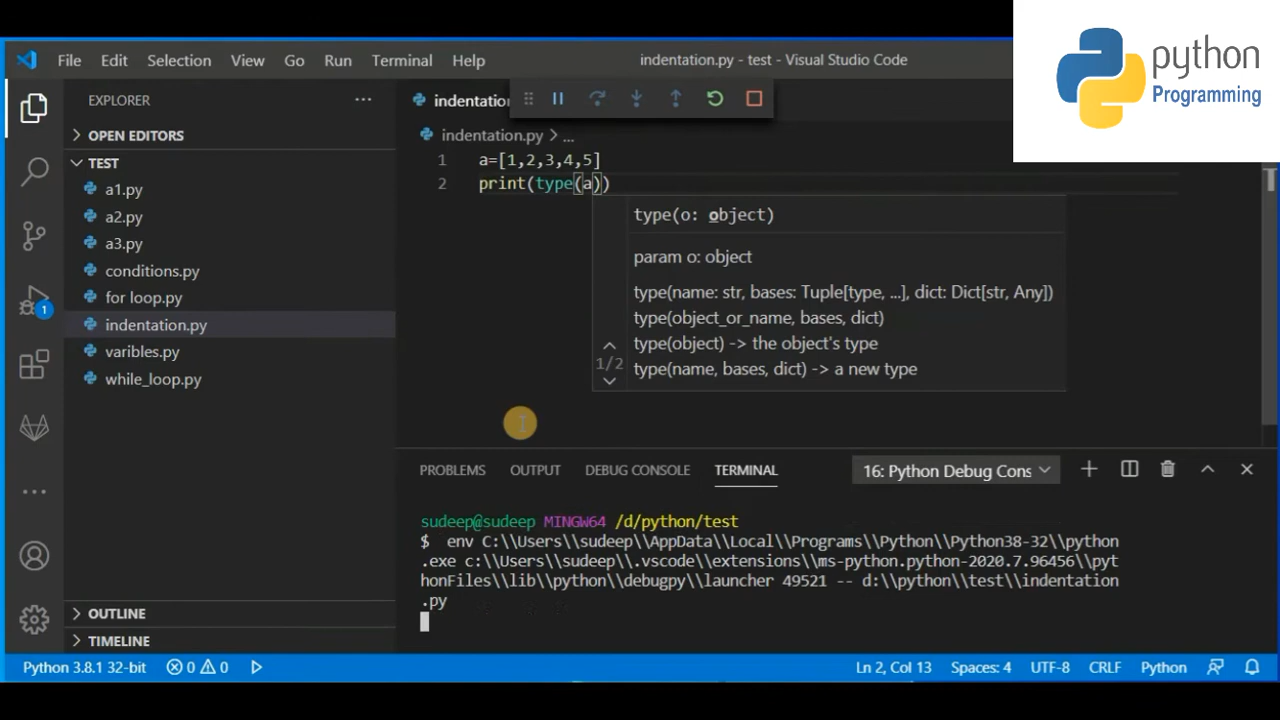 File Edit Selection View Go Run Terminal Help indentation.py - test - Visual Studio Code
python
Programming
EXPLORER
OPEN EDITORS
TEST
a1.py
a2.py
a3.py
conditions.py
for loop.py
indentation.py
varibles.py
while_loop.py
OUTLINE
TIMELINE
1
indentatio
indentation.py > ...
1 a=[1,2,3,4,5]
2 print(type(a))
type(o: object)
param o: object
type(name: str, bases: Tuple[type, ...], dict: Dict[str, Any])
type(object_or_name, bases, dict)
type(object) -> the object's type
1/2
type(name, bases, dict) -> a new type
PROBLEMS OUTPUT DEBUG CONSOLE TERMINAL 16: Python Debug Cons
sudeep@sudeep MINGW64 /d/python/test
$ env C:\\Users\\sudeep\\AppData\\Local\\Programs\\Python\\Python38-32\\python
.exe c:\\Users\\sudeep\\.vscode\\extensions\\ms-python.python-2020.7.96456\\pyt
honFiles\\lib\\python\\debugpy\\launcher 49521 -- d:\\python\\test\\indentation
.py
Python 3.8.1 32-bit 0 0 Ln 2, Col 13 Spaces: 4 UTF-8 CRLF Python